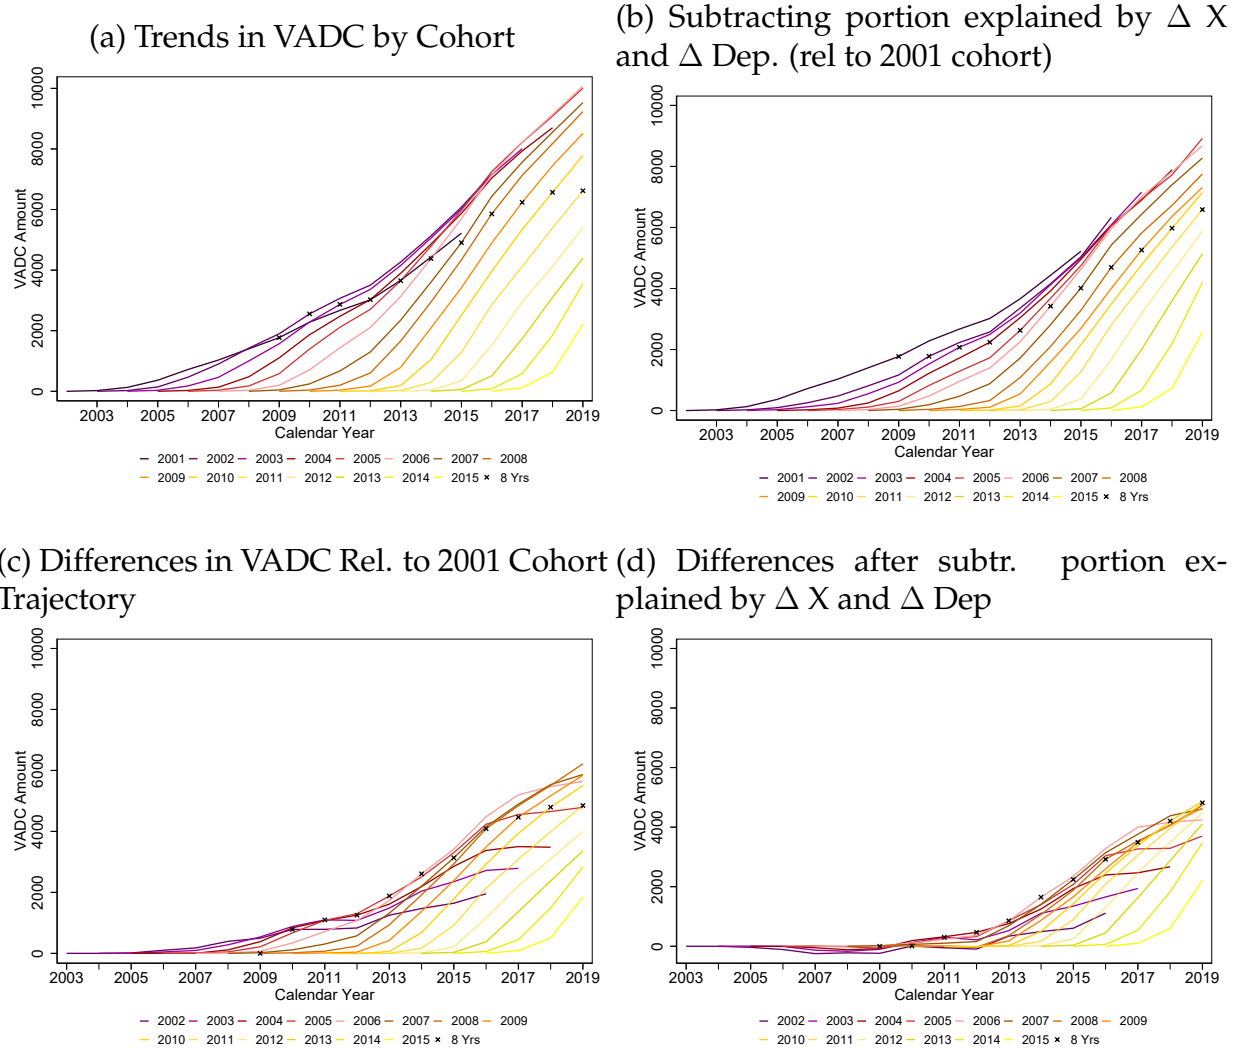 (a) Trends in VADC by Cohort
(b) Subtracting portion explained by Δ X
and Δ Dep. (rel to 2001 cohort)
VADC Amount
10000
8000
6000
4000
2000
0
2003 2005 2007 2009 2011 2013 2015 2017 2019
Calendar Year
2001 2002 2003 2004 2005 2006 2007 2008
2009 2010 2011 2012 2013 2014 2015 × 8 Yrs
VADC Amount
10000
8000
6000
4000
2000
0
2003 2005 2007 2009 2011 2013 2015 2017 2019
Calendar Year
2001 2002 2003 2004 2005 2006 2007 2008
2009 2010 2011 2012 2013 2014 2015 × 8 Yrs
(c) Differences in VADC Rel. to 2001 Cohort
Trajectory
(d) Differences after subtr. portion ex-
plained by Δ X and Δ Dep
VADC Amount
10000
8000
6000
4000
2000
0
2003 2005 2007 2009 2011 2013 2015 2017 2019
Calendar Year
2002 2003 2004 2005 2006 2007 2008 2009
2010 2011 2012 2013 2014 2015 × 8 Yrs
VADC Amount
10000
8000
6000
4000
2000
0
2003 2005 2007 2009 2011 2013 2015 2017 2019
Calendar Year
2002 2003 2004 2005 2006 2007 2008 2009
2010 2011 2012 2013 2014 2015 × 8 Yrs